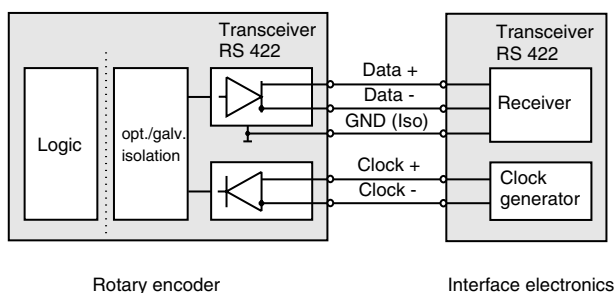 Transceiver
RS 422
Logic
opt./galv.
isolation
Data +
Data -
GND (Iso)
Clock +
Clock -
Transceiver
RS 422
Receiver
Clock
generator
Rotary encoder
Interface electronics